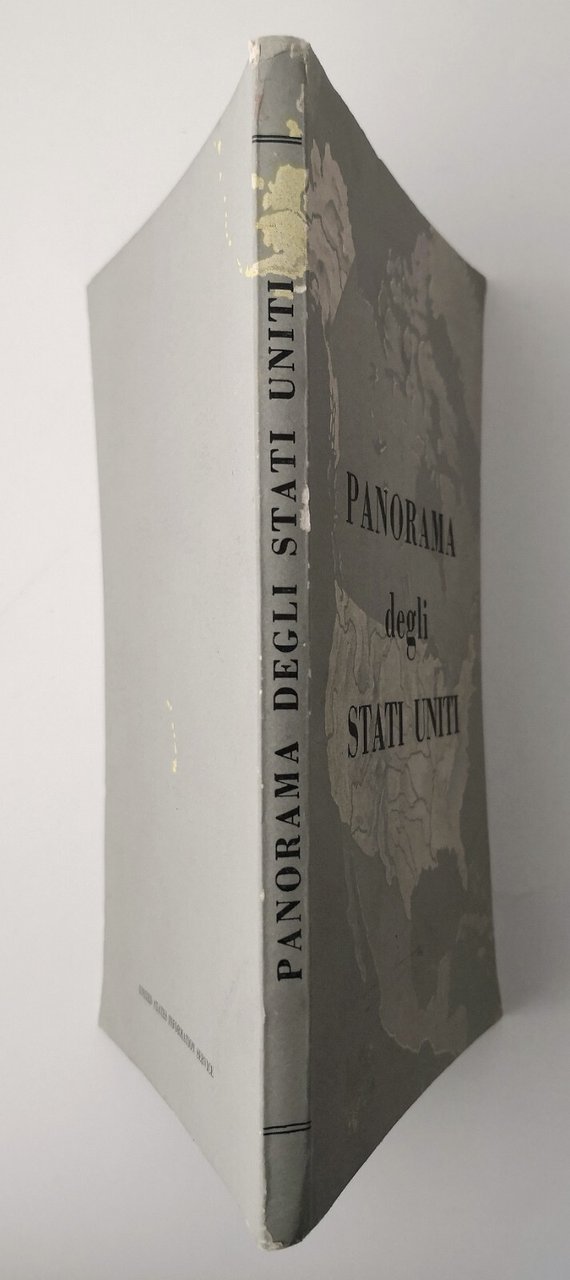 UNITED STATES INFORMATION SERVICE
PANORAMA DEGLI STATI UNITI
PANORAMA
degli
STATI UNITI